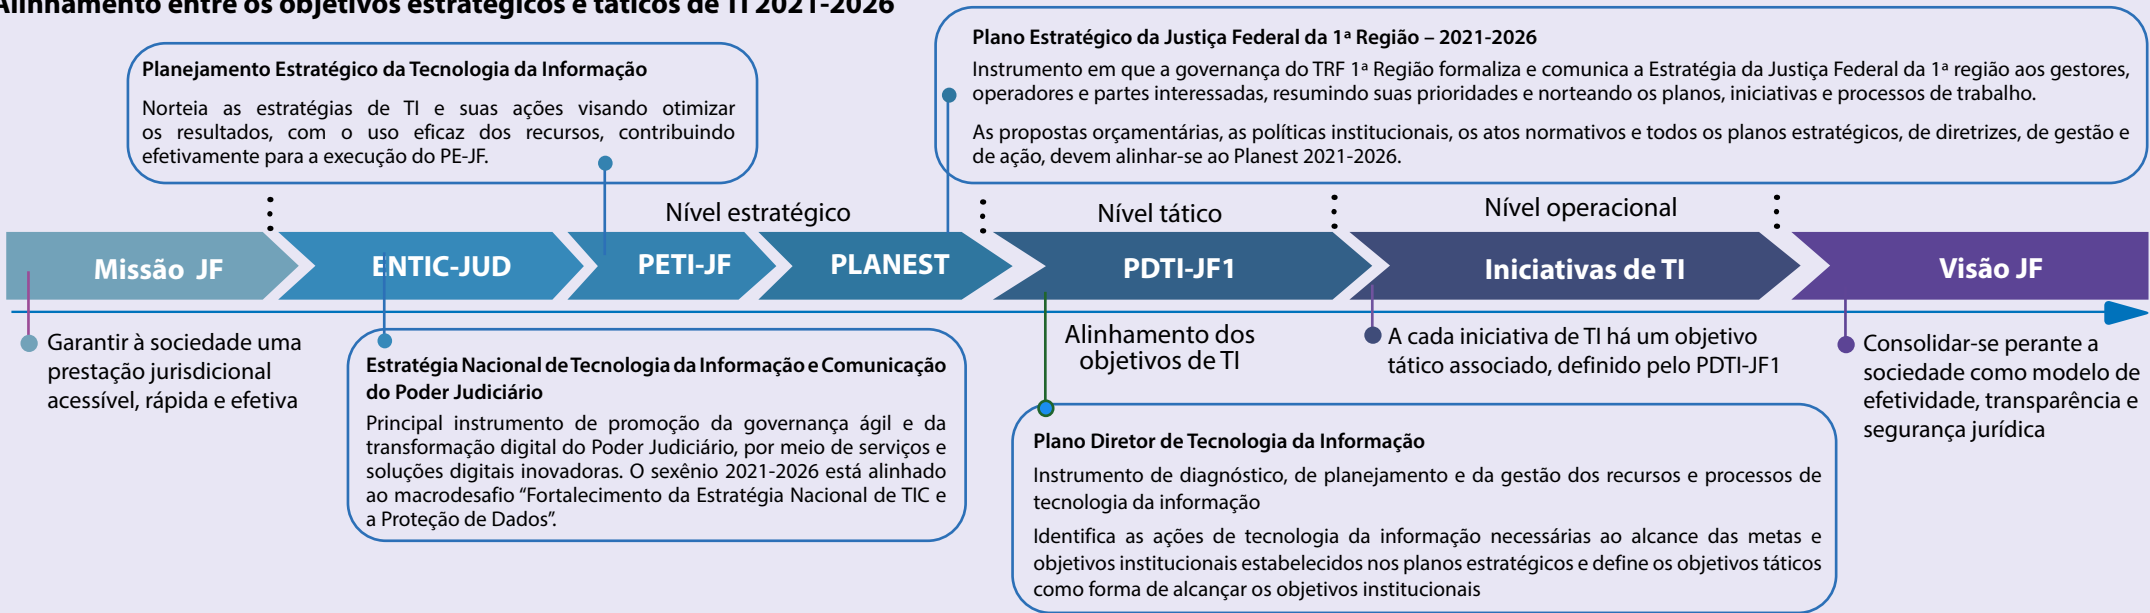 Alinhamento entre os objetivos estratégicos e táticos de TI 2021-2026
Planejamento Estratégico da Tecnologia da Informação
Norteia as estratégias de TI e suas ações visando otimizar
os resultados, com o uso eficaz dos recursos, contribuindo
efetivamente para a execução do PE-JF.
Plano Estratégico da Justiça Federal da 1ª Região – 2021-2026
Instrumento em que a governança do TRF 1ª Região formaliza e comunica a Estratégia da Justiça Federal da 1ª região aos gestores,
operadores e partes interessadas, resumindo suas prioridades e norteando os planos, iniciativas e processos de trabalho.
As propostas orçamentárias, as políticas institucionais, os atos normativos e todos os planos estratégicos, de diretrizes, de gestão e
de ação, devem alinhar-se ao Planest 2021-2026.
Nível estratégico
Nível tático
Nível operacional
Missão JF
ENTIC-JUD
PETI-JF
PLANEST
PDTI-JF1
Iniciativas de TI
Visão JF
Garantir à sociedade uma
prestação jurisdicional
acessível, rápida e efetiva
Estratégia Nacional de Tecnologia da Informação e Comunicação
do Poder Judiciário
Principal instrumento de promoção da governança ágil e da
transformação digital do Poder Judiciário, por meio de serviços e
soluções digitais inovadoras. O sexênio 2021-2026 está alinhado
ao macrodesafio “Fortalecimento da Estratégia Nacional de TIC e
a Proteção de Dados”.
Alinhamento dos
objetivos de TI
A cada iniciativa de TI há um objetivo
tático associado, definido pelo PDTI-JF1
Consolidar-se perante a
sociedade como modelo de
efetividade, transparência e
segurança jurídica
Plano Diretor de Tecnologia da Informação
Instrumento de diagnóstico, de planejamento e da gestão dos recursos e processos de
tecnologia da informação
Identifica as ações de tecnologia da informação necessárias ao alcance das metas e
objetivos institucionais estabelecidos nos planos estratégicos e define os objetivos táticos
como forma de alcançar os objetivos institucionais